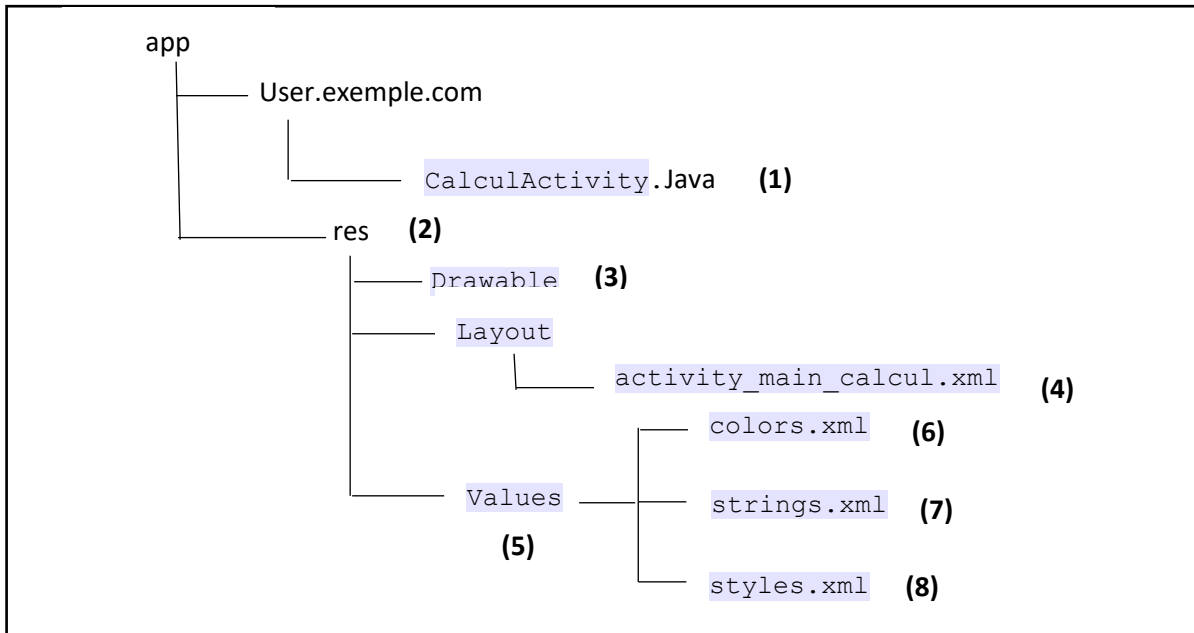 app
User.exemple.com
CalculActivity.Java (1)
res (2)
Drawable (3)
Layout
activity_main_calcul.xml (4)
colors.xml (6)
Values
strings.xml (7)
(5)
styles.xml (8)